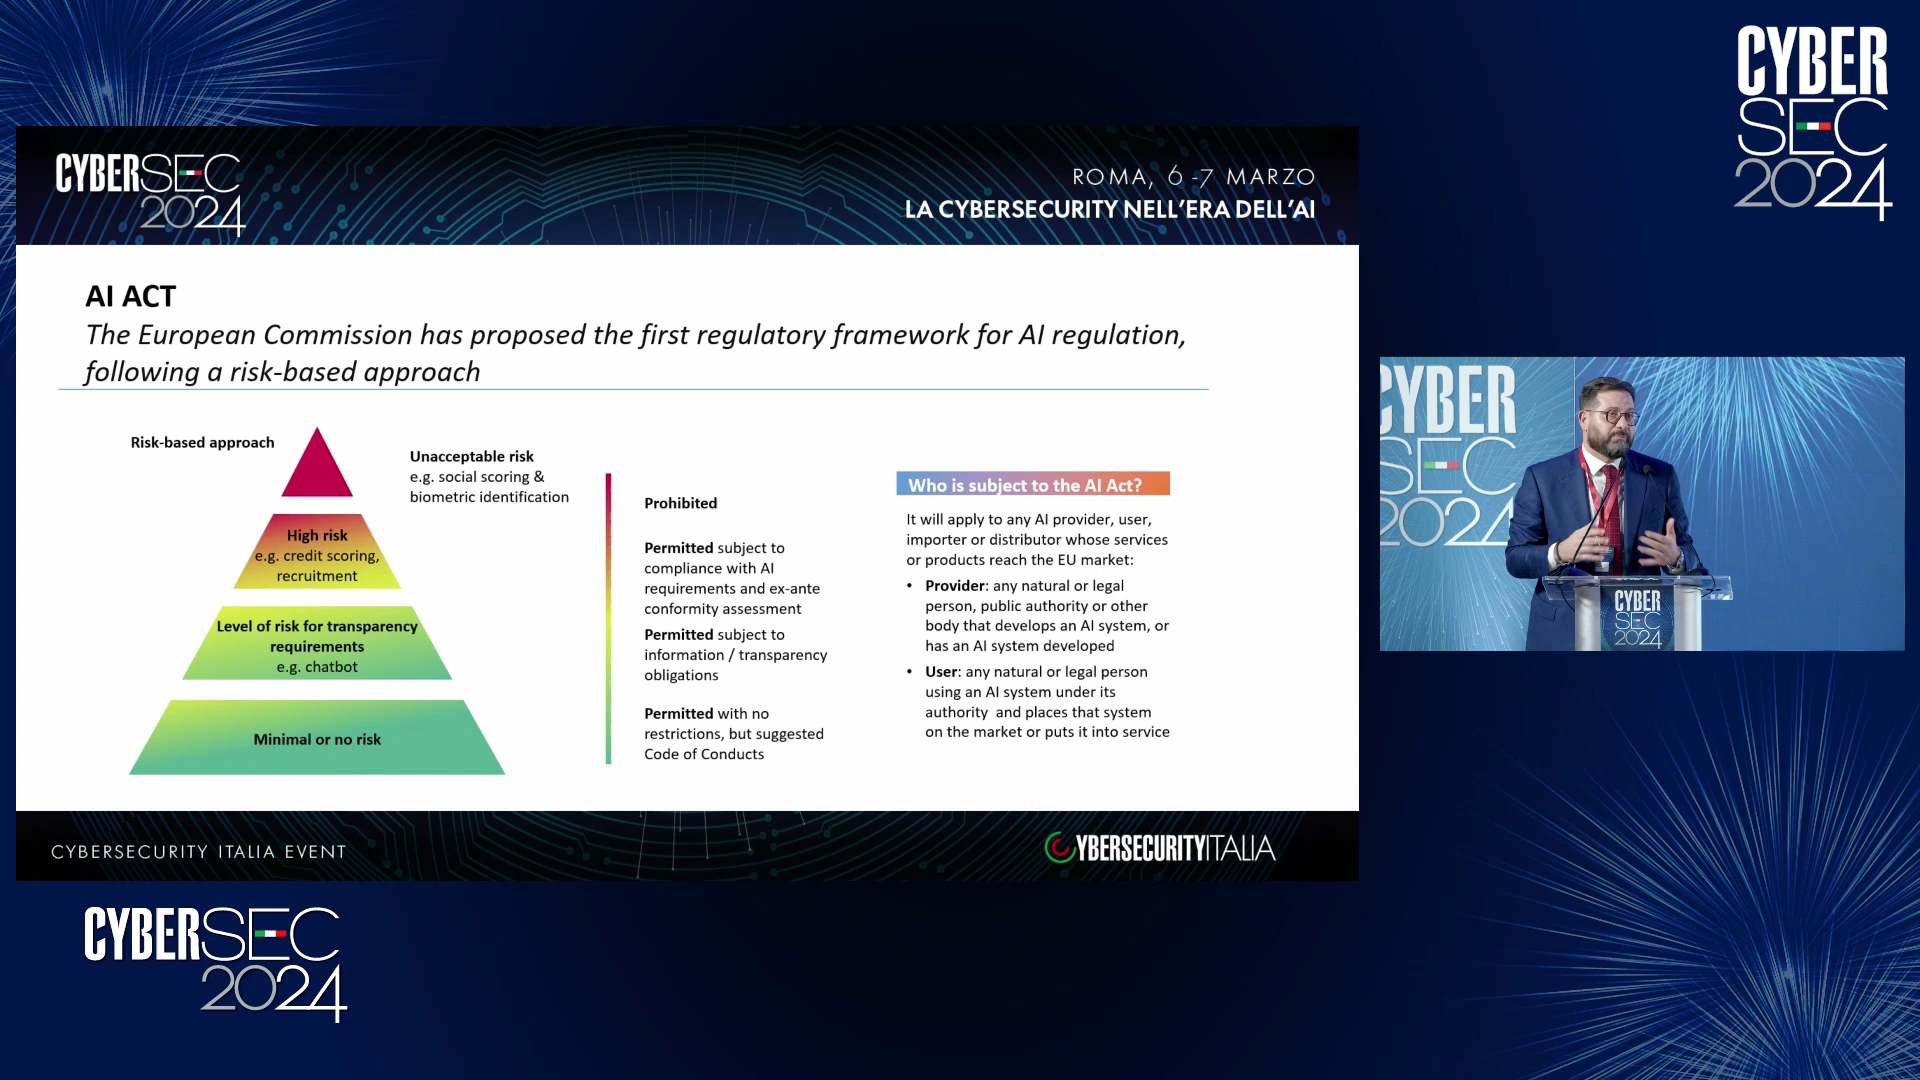 CYBER
SEC
2024
CYBERSEC
2024
ROMA, 6-7 MARZO
LA CYBERSECURITY NELL'ERA DELL'AI
AI ACT
The European Commission has proposed the first regulatory framework for AI regulation,
following a risk-based approach
Risk-based approach
Unacceptable risk
e.g. social scoring &
biometric identification
High risk
e.g. credit scoring,
recruitment
Level of risk for transparency
requirements
e.g. chatbot
Minimal or no risk
Prohibited
Permitted subject to
compliance with AI
requirements and ex-ante
conformity assessment
Permitted subject to
information / transparency
obligations
Permitted with no
restrictions, but suggested
Code of Conducts
Who is subject to the AI Act?
It will apply to any AI provider, user,
importer or distributor whose services
or products reach the EU market:
• Provider: any natural or legal
person, public authority or other
body that develops an AI system, or
has an AI system developed
• User: any natural or legal person
using an AI system under its
authority and places that system
on the market or puts it into service
CYBERSECURITY ITALIA EVENT
CYBERSECURITYITALIA
CYBER
SEC
2024
CYBER
SEC
2024
CYBERSEC
2024